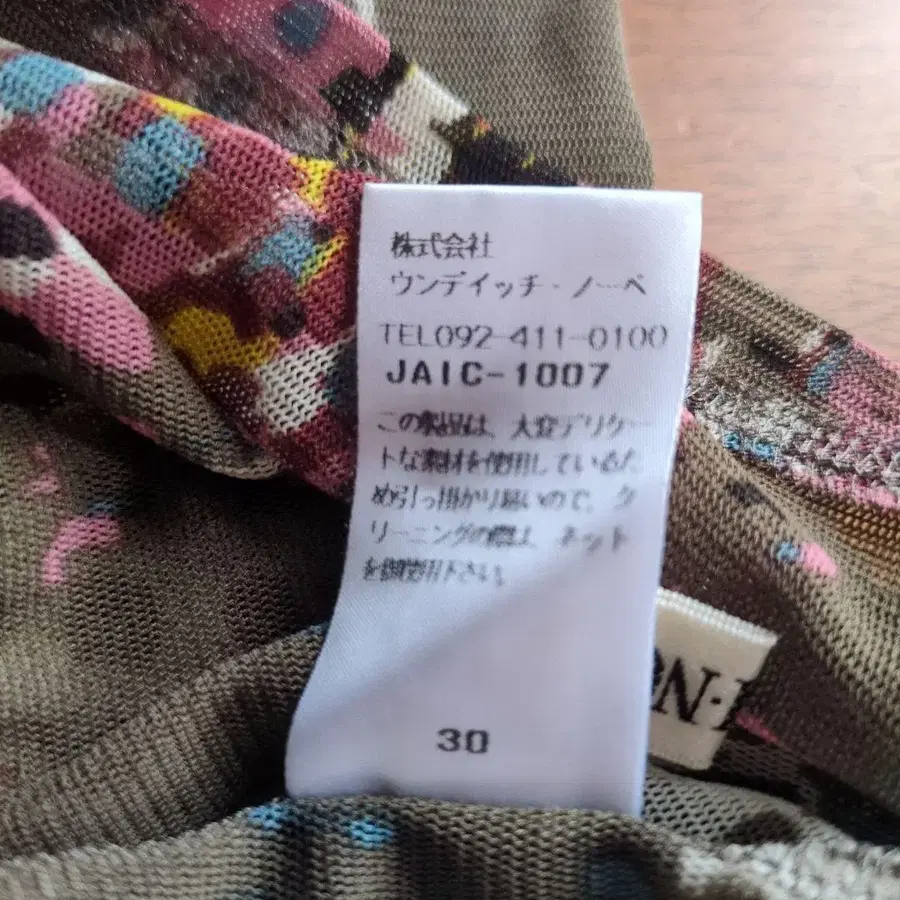 株式会社
ウンデイッチ・ノーベ
TEL092-411-0100
JAIC-1007
この製品は、大変デリケー
トな素材を使用しているた
め引っ掛かり易いので、ク
リーニングの際は、ネット
を御使用下さい。
30